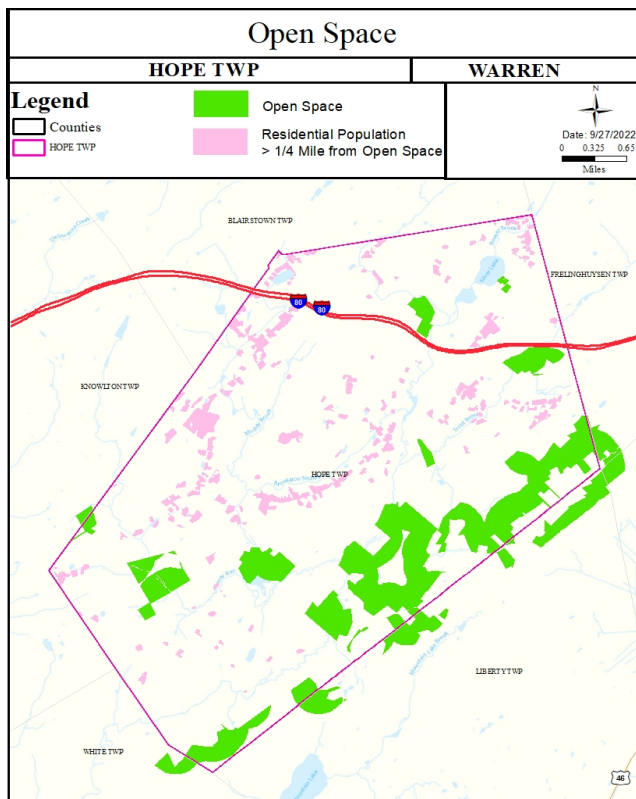 Open Space
HOPE TWP
WARREN
Legend
Counties
HOPE TWP
Open Space
Residential Population
> 1/4 Mile from Open Space
N
Date: 9/27/2022
0 0.325 0.65
Miles
BLAIRSTOWN TWP
FRELINGHUYSEN TWP
80
80
KNOWLTON TWP
HOPE TWP
LIBERTY TWP
WHITE TWP
46